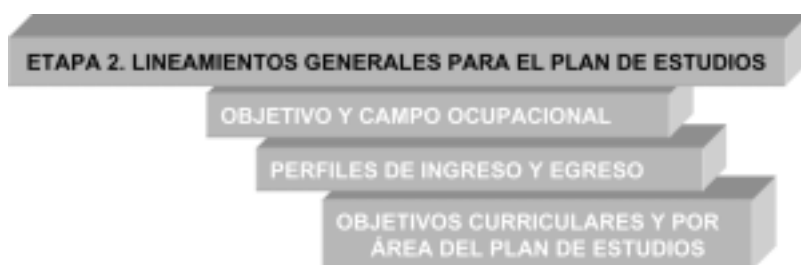 ETAPA 2. LINEAMIENTOS GENERALES PARA EL PLAN DE ESTUDIOS
OBJETIVO Y CAMPO OCUPACIONAL
PERFILES DE INGRESO Y EGRESO
OBJETIVOS CURRICULARES Y POR
ÁREA DEL PLAN DE ESTUDIOS